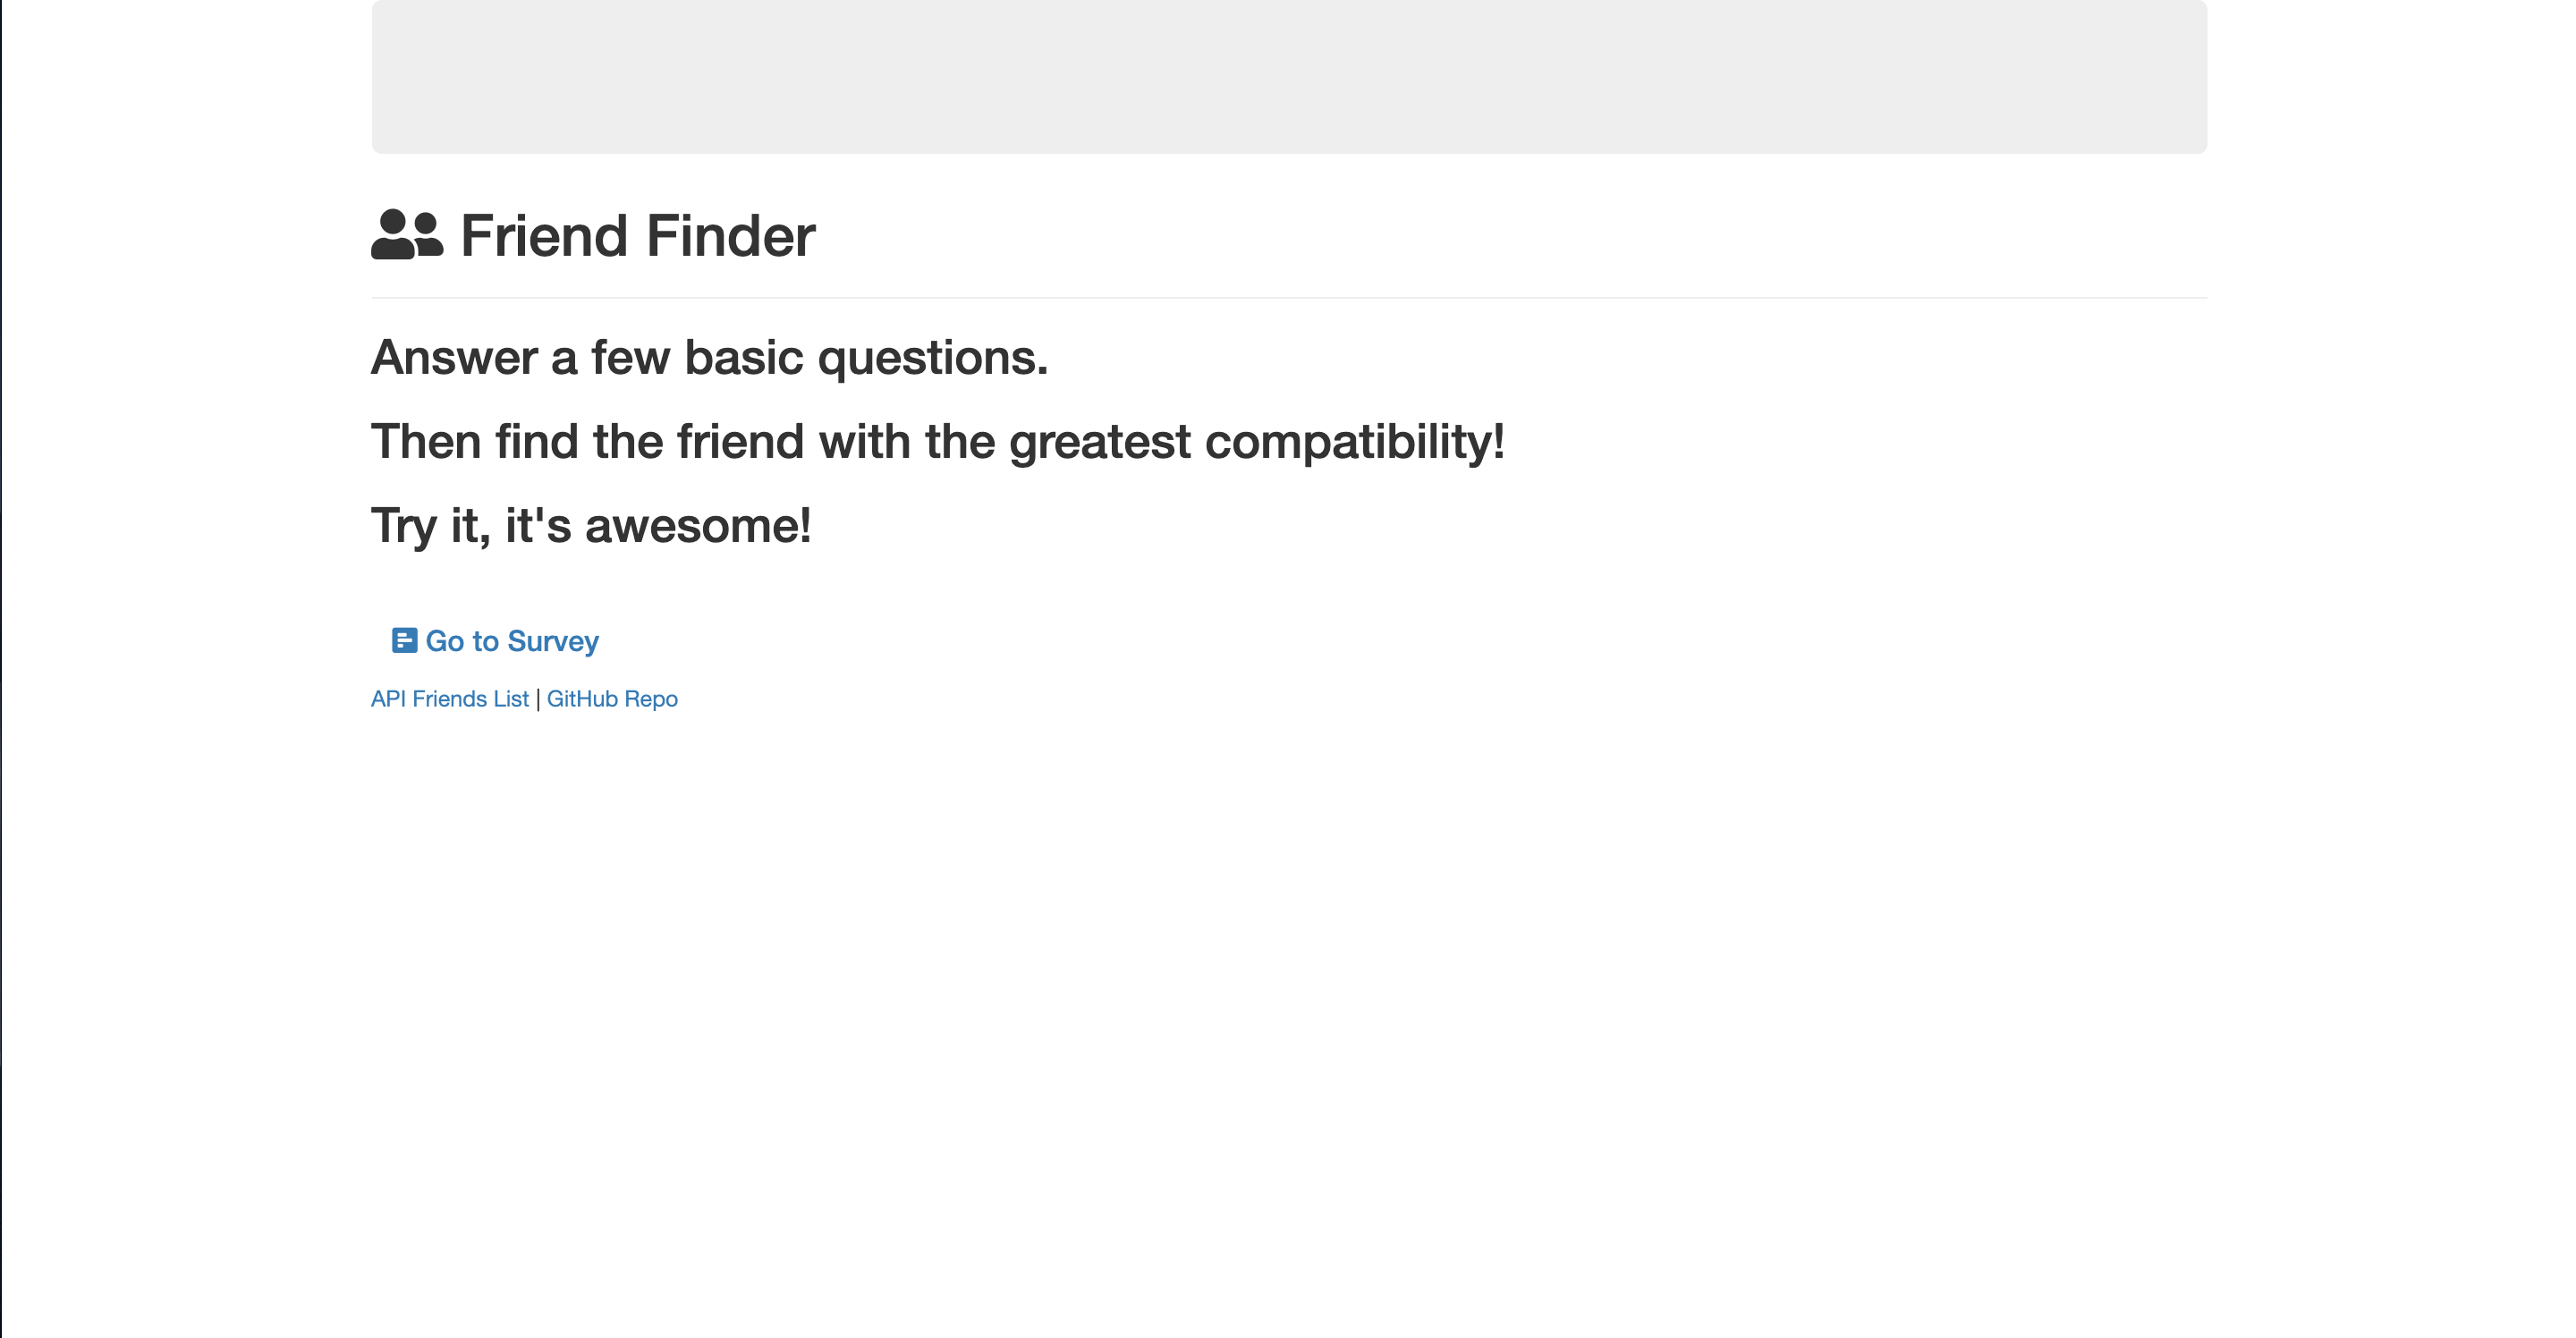 Friend Finder
Answer a few basic questions.
Then find the friend with the greatest compatibility!
Try it, it's awesome!
Go to Survey
API Friends List | GitHub Repo